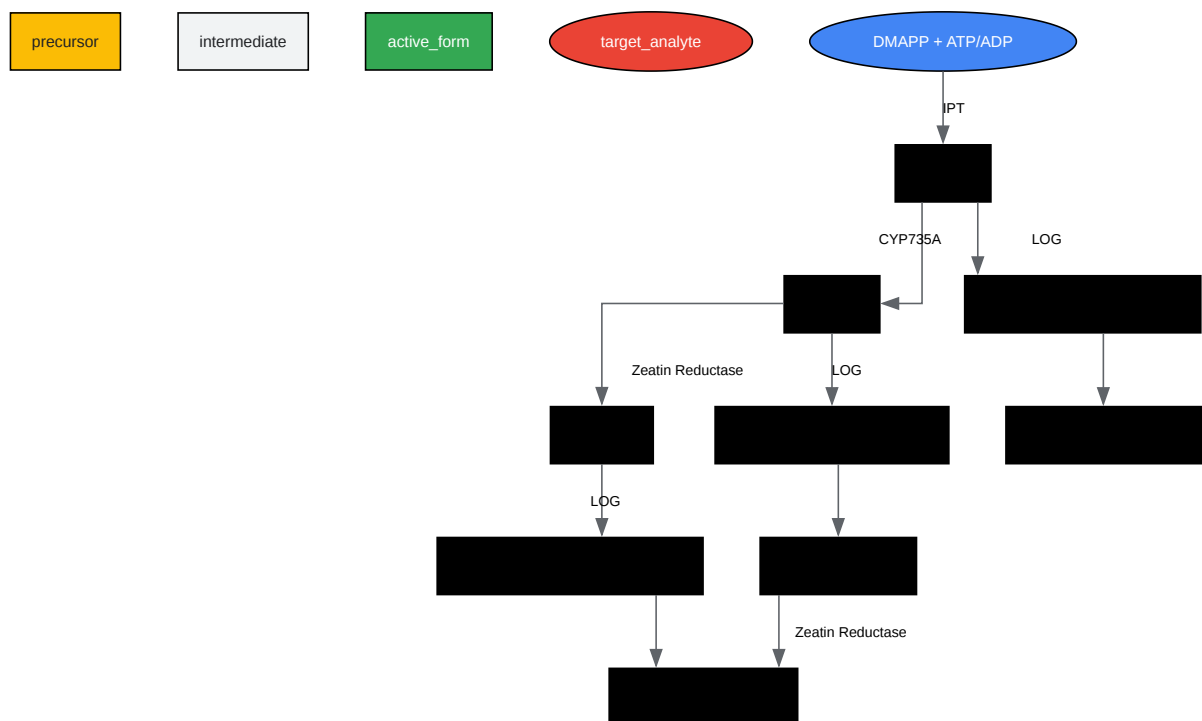 precursor
intermediate
active_form
target_analyte
DMAPP + ATP/ADP
IPT
CYP735A
LOG
Zeatin Reductase
LOG
LOG
Zeatin Reductase